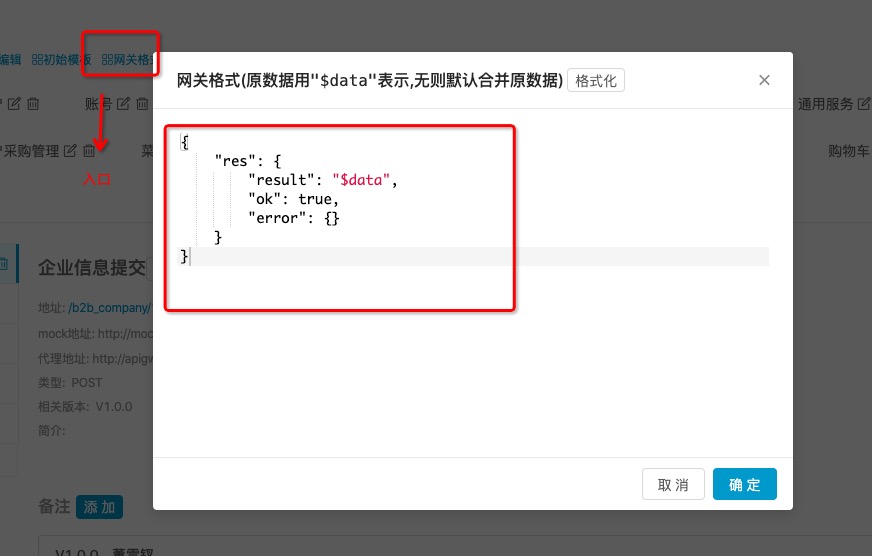 编辑 初始模板 网关格式
网关格式(原数据用"$data"表示,无则默认合并原数据) 格式化
账号
通用服务
采购管理
菜
购物车
入口
{
"res": {
"result": "$data",
"ok": true,
"error": {}
}
}
企业信息提交
地址: /b2b_company/
mock地址: http://moc
代理地址: http://apigw
类型: POST
相关版本: V1.0.0
简介:
取 消 确 定
备注 添 加
V1.0.0